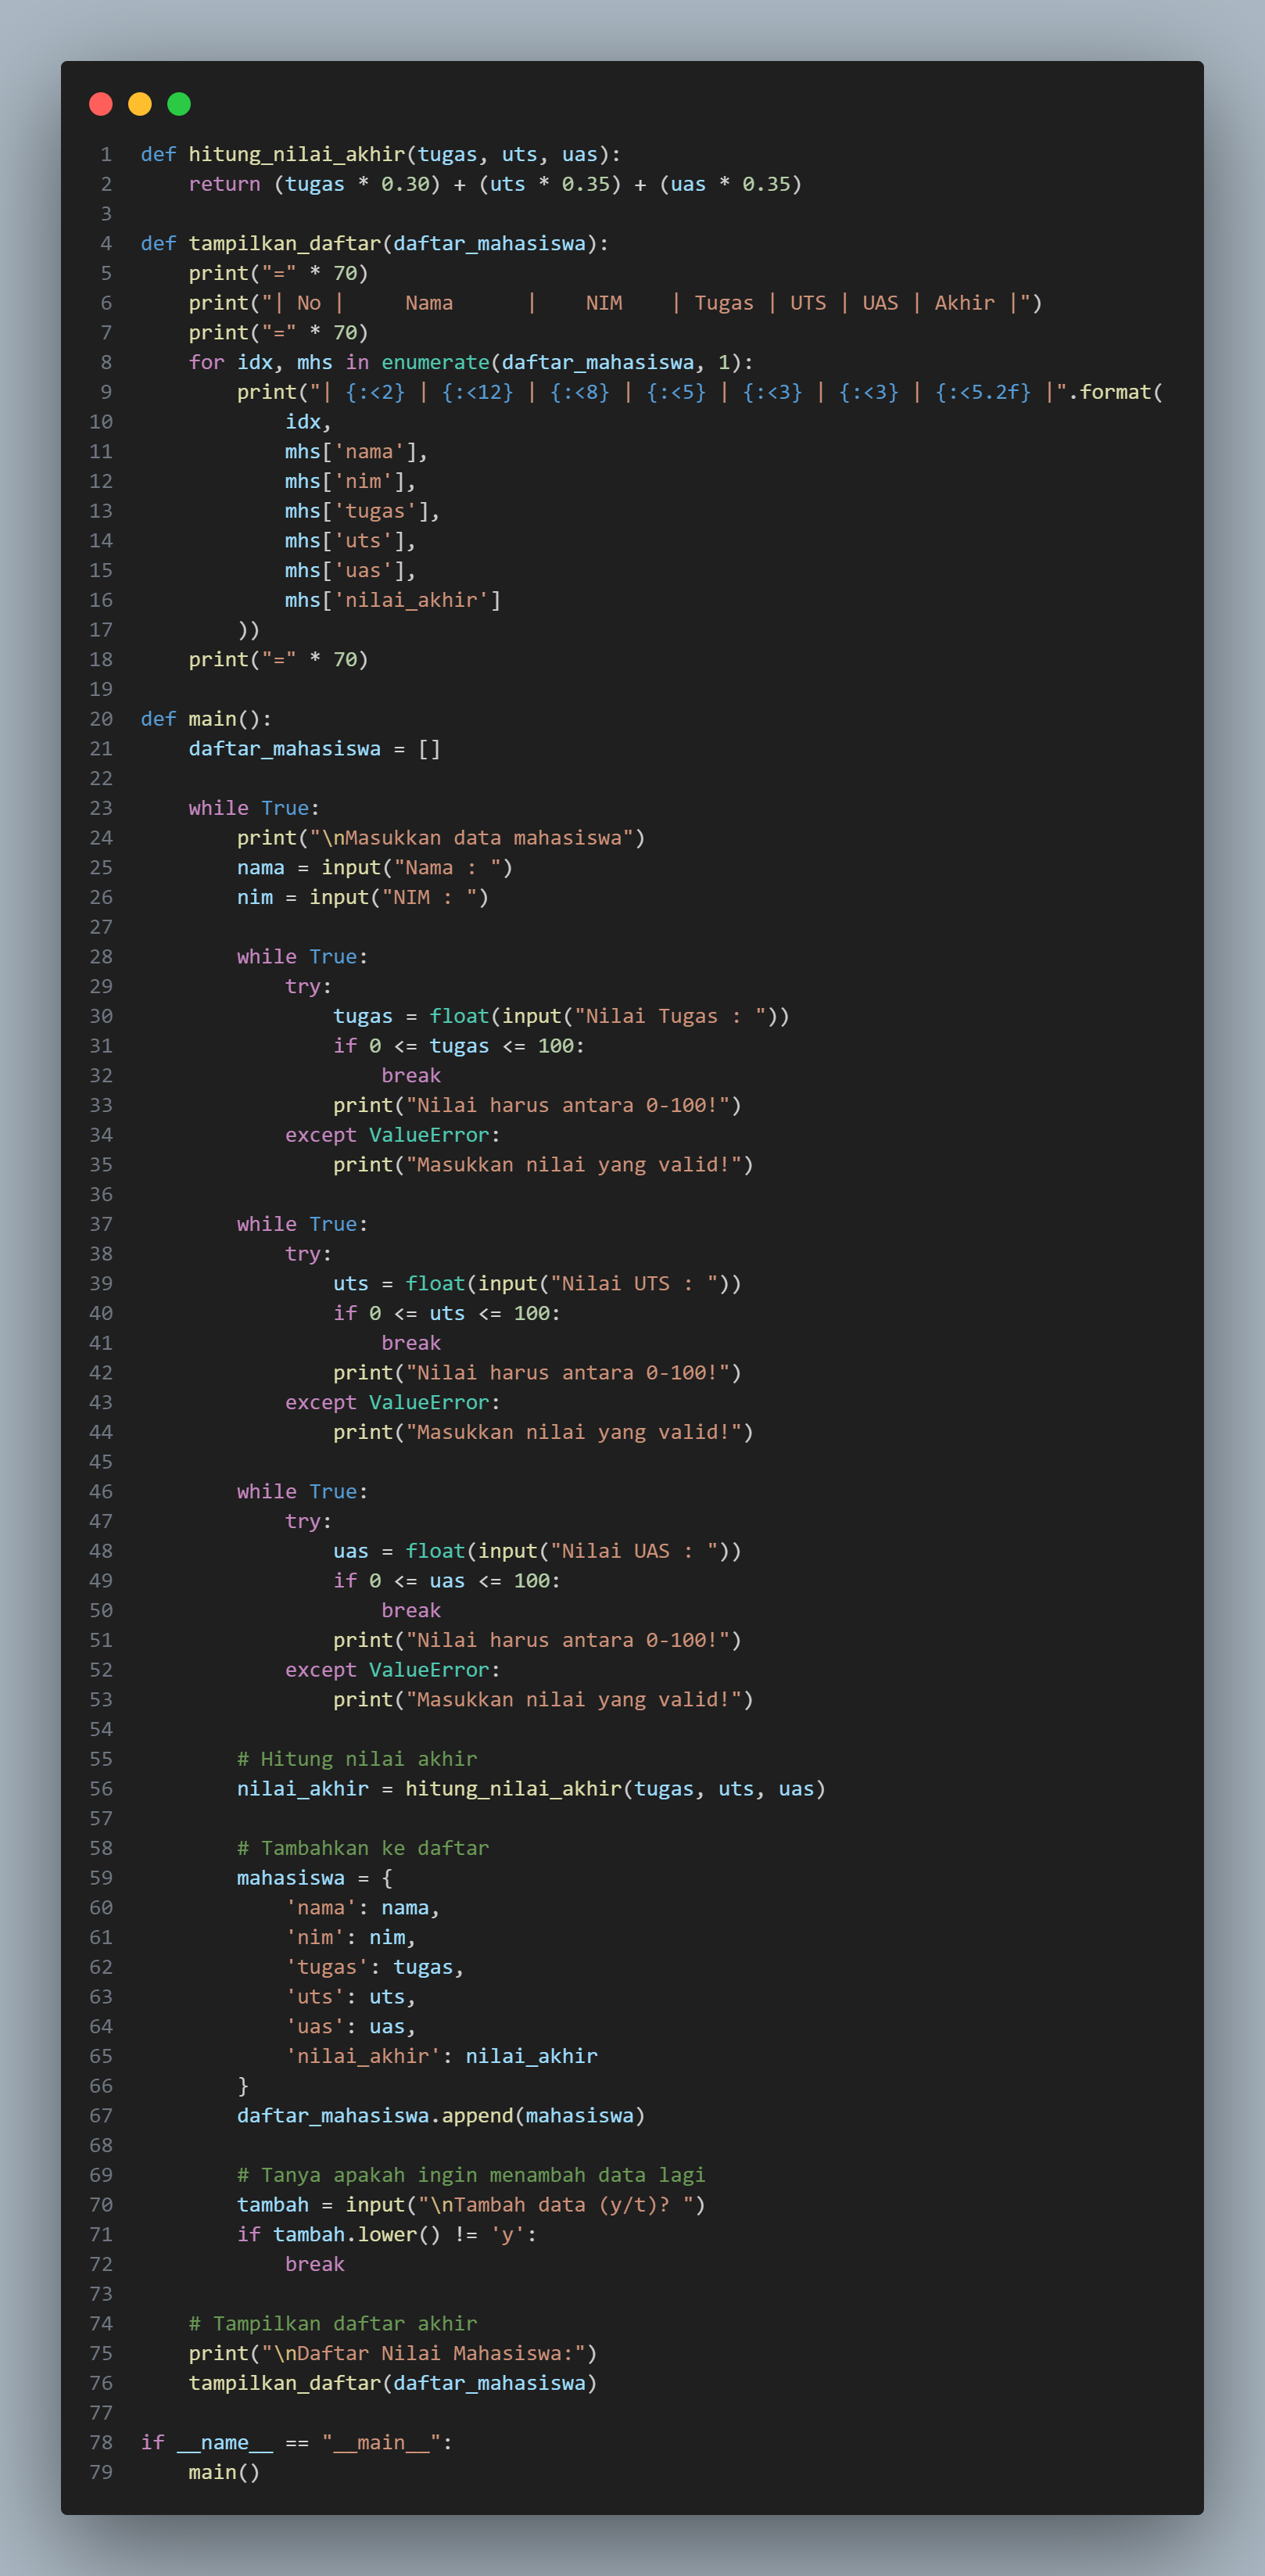 1 def hitung_nilai_akhir(tugas, uts, uas):
2     return (tugas * 0.30) + (uts * 0.35) + (uas * 0.35)
3
4 def tampilkan_daftar(daftar_mahasiswa):
5     print("=" * 70)
6     print("| No |     Nama      |    NIM    | Tugas | UTS | UAS | Akhir |")
7     print("=" * 70)
8     for idx, mhs in enumerate(daftar_mahasiswa, 1):
9         print("| {:<2} | {:<12} | {:<8} | {:<5} | {:<3} | {:<3} | {:<5.2f} |".format(
10             idx,
11             mhs['nama'],
12             mhs['nim'],
13             mhs['tugas'],
14             mhs['uts'],
15             mhs['uas'],
16             mhs['nilai_akhir']
17         ))
18     print("=" * 70)
19
20 def main():
21     daftar_mahasiswa = []
22
23     while True:
24         print("\nMasukkan data mahasiswa")
25         nama = input("Nama : ")
26         nim = input("NIM : ")
27
28         while True:
29             try:
30                 tugas = float(input("Nilai Tugas : "))
31                 if 0 <= tugas <= 100:
32                     break
33                 print("Nilai harus antara 0-100!")
34             except ValueError:
35                 print("Masukkan nilai yang valid!")
36
37         while True:
38             try:
39                 uts = float(input("Nilai UTS : "))
40                 if 0 <= uts <= 100:
41                     break
42                 print("Nilai harus antara 0-100!")
43             except ValueError:
44                 print("Masukkan nilai yang valid!")
45
46         while True:
47             try:
48                 uas = float(input("Nilai UAS : "))
49                 if 0 <= uas <= 100:
50                     break
51                 print("Nilai harus antara 0-100!")
52             except ValueError:
53                 print("Masukkan nilai yang valid!")
54
55         # Hitung nilai akhir
56         nilai_akhir = hitung_nilai_akhir(tugas, uts, uas)
57
58         # Tambahkan ke daftar
59         mahasiswa = {
60             'nama': nama,
61             'nim': nim,
62             'tugas': tugas,
63             'uts': uts,
64             'uas': uas,
65             'nilai_akhir': nilai_akhir
66         }
67         daftar_mahasiswa.append(mahasiswa)
68
69         # Tanya apakah ingin menambah data lagi
70         tambah = input("\nTambah data (y/t)? ")
71         if tambah.lower() != 'y':
72             break
73
74     # Tampilkan daftar akhir
75     print("\nDaftar Nilai Mahasiswa:")
76     tampilkan_daftar(daftar_mahasiswa)
77
78 if __name__ == "__main__":
79     main()